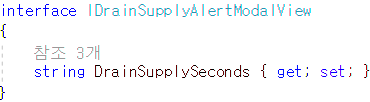 interface IDrainSupplyAlertModalView
{
참조 3개
string DrainSupplySeconds { get; set; }
}